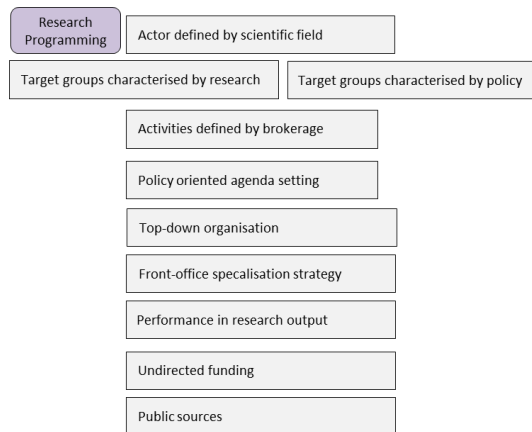 Research
Programming
Actor defined by scientific field
Target groups characterised by research
Target groups characterised by policy
Activities defined by brokerage
Policy oriented agenda setting
Top-down organisation
Front-office specalisation strategy
Performance in research output
Undirected funding
Public sources